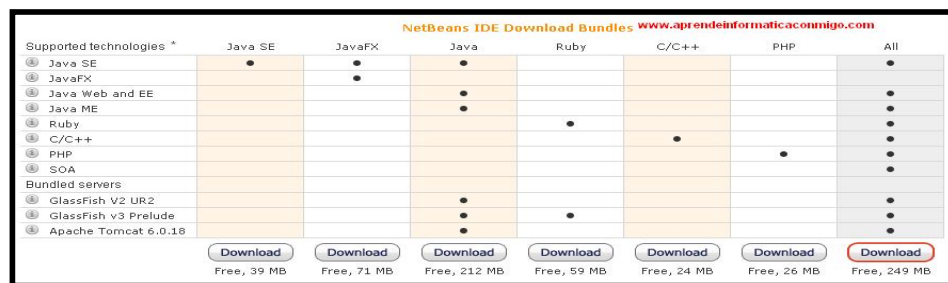 NetBeans IDE Download Bundles www.aprendeinformaticaconmigo.com
Supported technologies * Java SE JavaFX Java Ruby C/C++ PHP All
Java SE
JavaFX
Java Web and EE
Java ME
Ruby
C/C++
PHP
SOA
Bundled servers
GlassFish V2 UR2
GlassFish v3 Prelude
Apache Tomcat 6.0.18
Download Download Download Download Download Download Download
Free, 39 MB Free, 71 MB Free, 212 MB Free, 59 MB Free, 24 MB Free, 26 MB Free, 249 MB